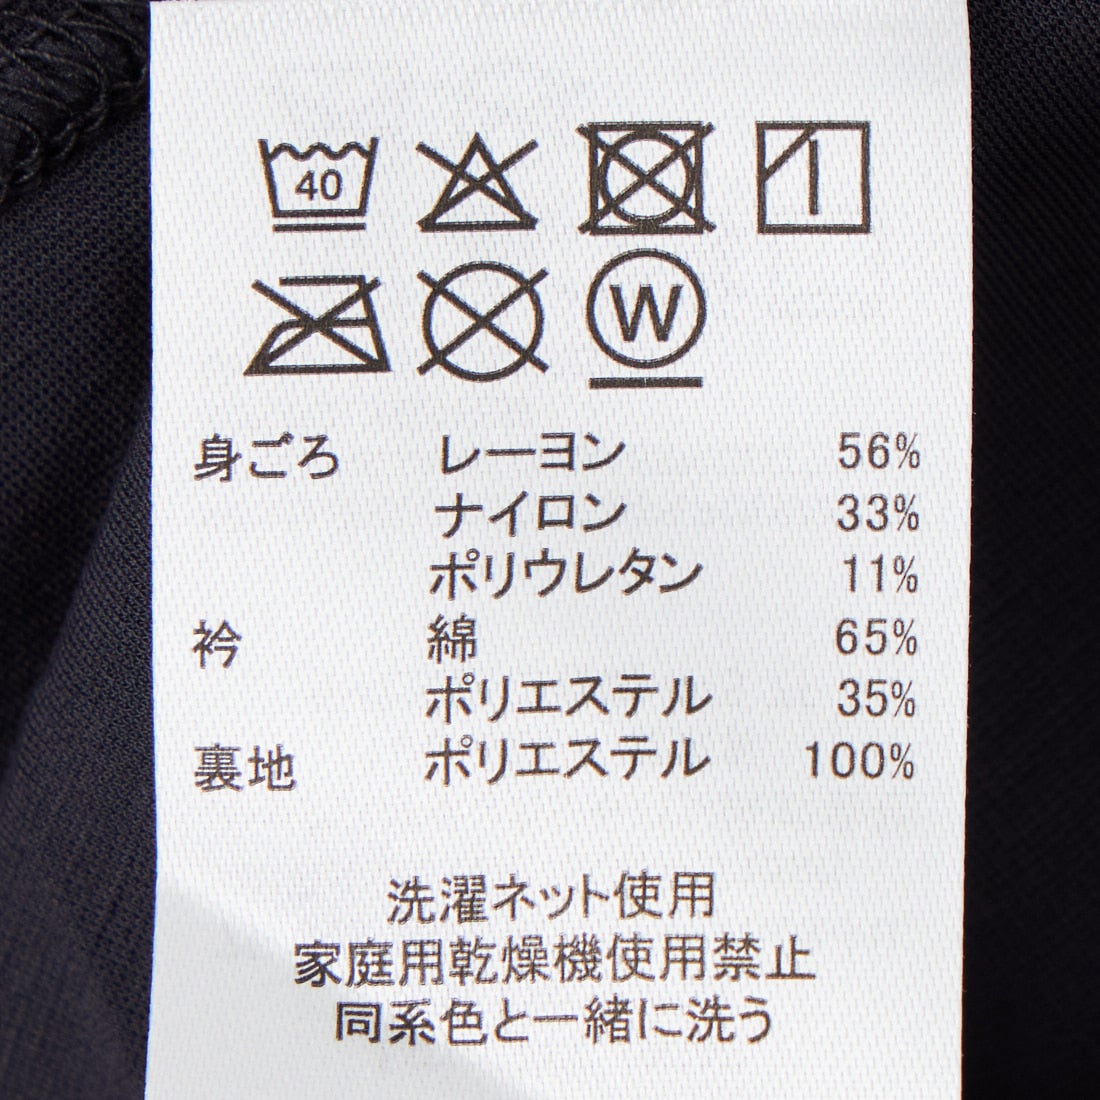 40
W
身ごろ レーヨン 56%
ナイロン 33%
ポリウレタン 11%
衿 綿 65%
ポリエステル 35%
裏地 ポリエステル 100%
洗濯ネット使用
家庭用乾燥機使用禁止
同系色と一緒に洗う